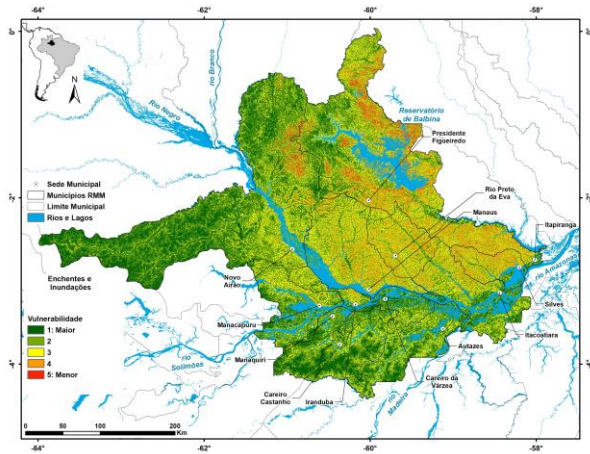 -64°
-62°
-60°
-58°
0°
-2°
-4°
N
rio Branco
Rio Negro
Reservatório
de Balbina
Presidente
Figueiredo
Rio Preto
da Eva
Manaus
Itapiranga
rio Amazonas
Silves
Itacoatiara
Autazes
Careiro da
Várzea
rio
Madeira
Iranduba
Careiro
Castanho
Manaquiri
rio
Solimões
Manacapuru
Novo
Airão
Sede Municipal
Municípios RMM
Limite Municipal
Rios e Lagos
Enchentes e
Inundações
Vulnerabilidade
1: Maior
2
3
4
5: Menor
0 50 100 200
Km
-64°
-62°
-60°
-58°